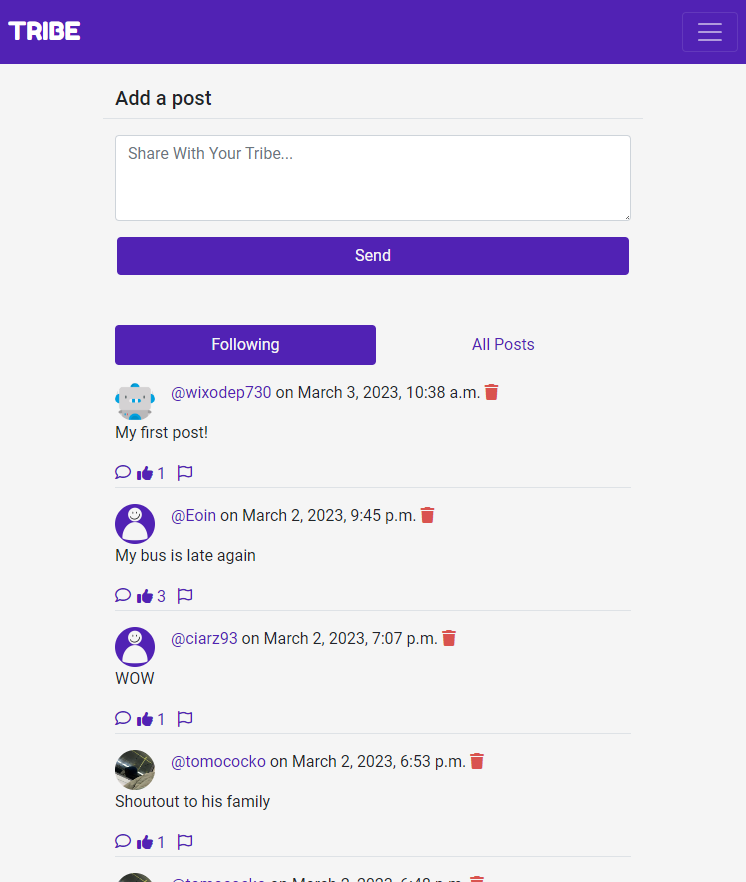 TRIBE
Add a post
Share With Your Tribe...
Send
Following
All Posts
@wixodep730 on March 3, 2023, 10:38 a.m.
My first post!
1
@Eoin on March 2, 2023, 9:45 p.m.
My bus is late again
3
@ciarz93 on March 2, 2023, 7:07 p.m.
WOW
1
@tomococko on March 2, 2023, 6:53 p.m.
Shoutout to his family
1